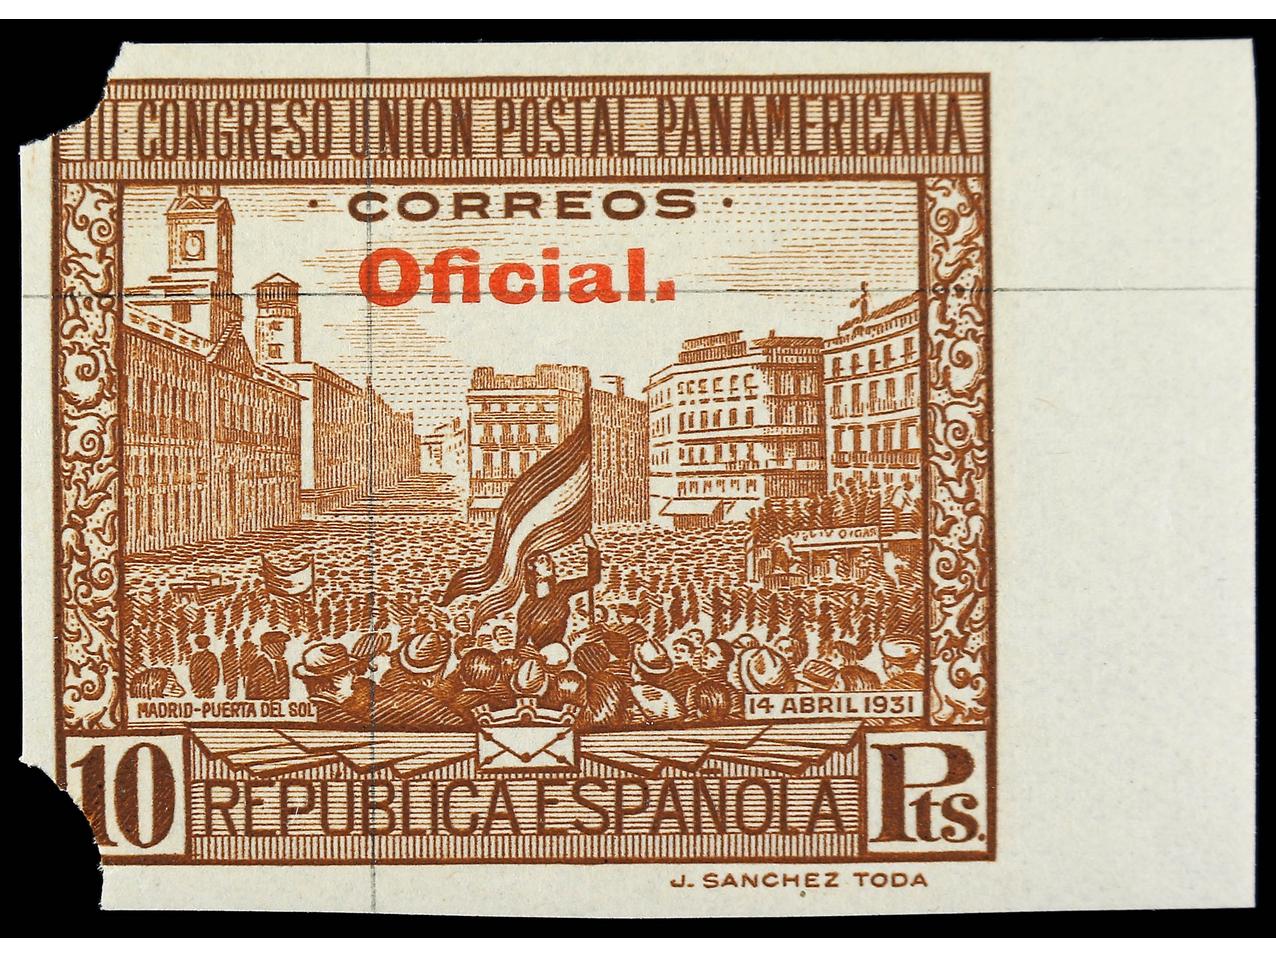 III CONGRESO UNION POSTAL PANAMERICANA
· CORREOS ·
Oficial.
MADRID-PUERTA DEL SOL
14 ABRIL 1931
10 REPUBLICA ESPAÑOLA Pts.
J. SANCHEZ TODA